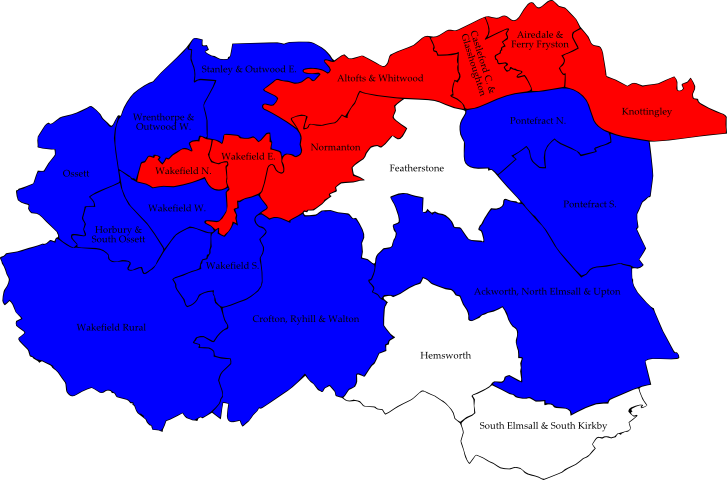 Airedale &
Ferry Fryston
Castleford C. &
Glasshoughton
Stanley & Outwood E.
Altofts & Whitwood
Knottingley
Wrenthorpe &
Outwood W.
Pontefract N.
Normanton
Wakefield E.
Wakefield N.
Featherstone
Ossett
Wakefield W.
Pontefract S.
Horbury &
South Ossett
Wakefield S.
Ackworth, North Elmsall & Upton
Crofton, Ryhill & Walton
Wakefield Rural
Hemsworth
South Elmsall & South Kirkby